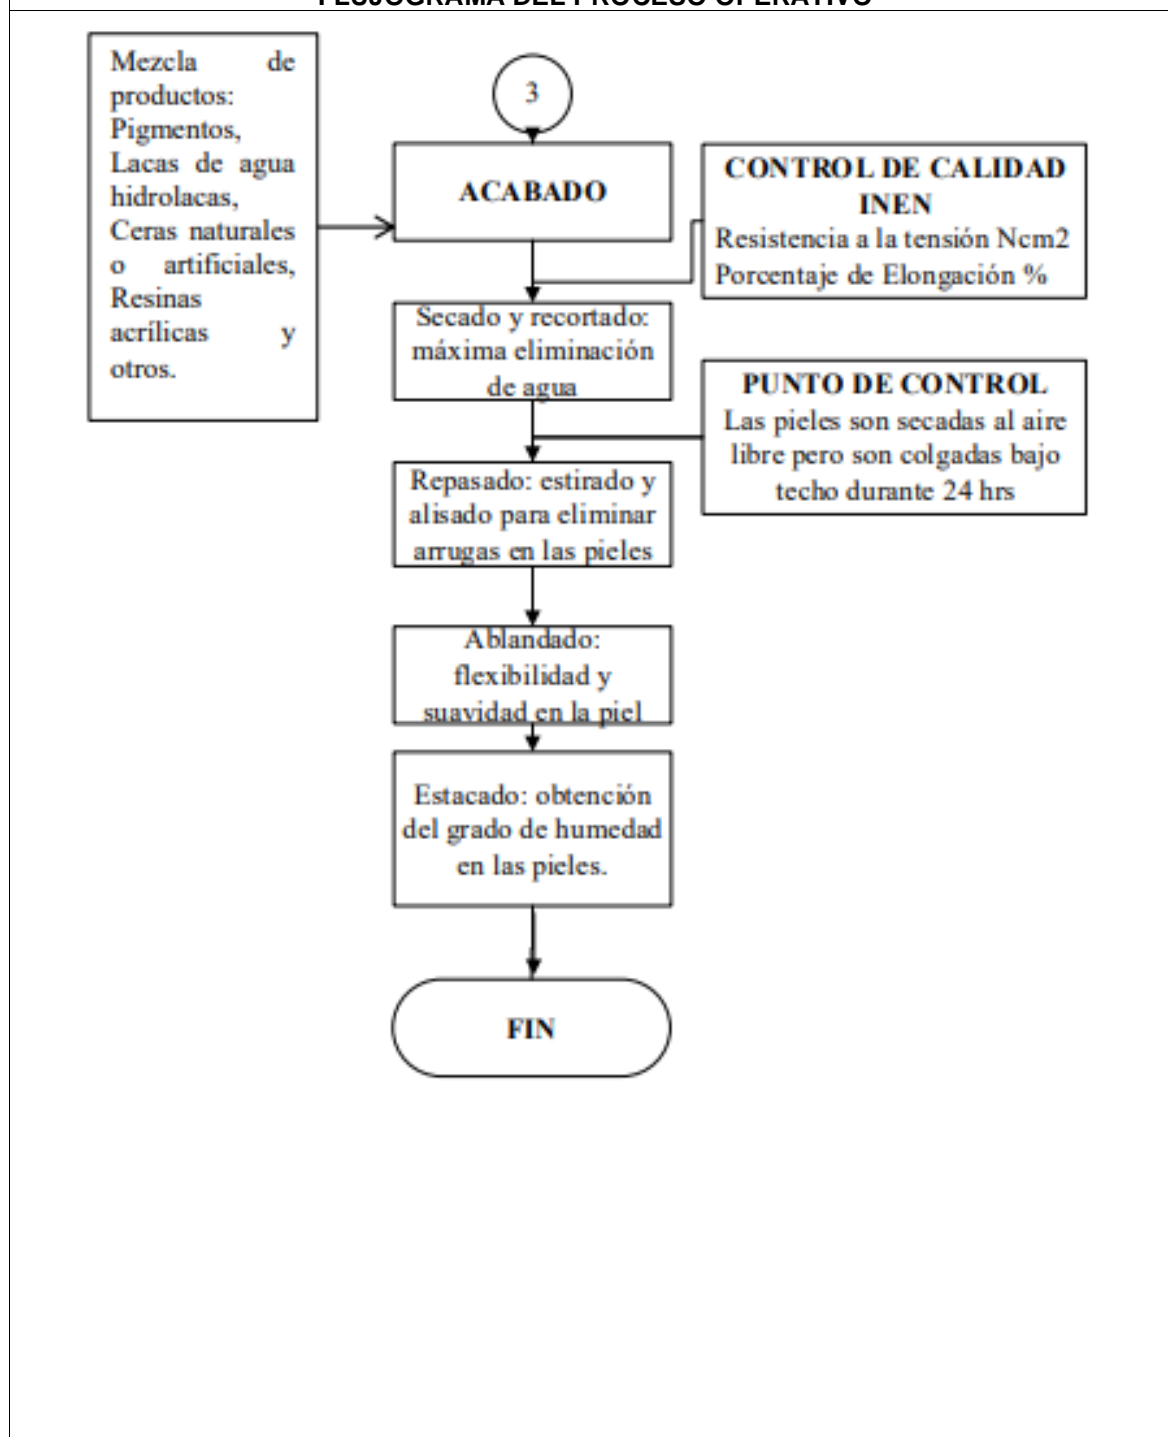 FLUJOGRAMA DEL PROCESO OPERATIVO
Mezcla de
productos:
Pigmentos,
Lacas de agua
hidrolacas,
Ceras naturales
o artificiales,
Resinas
acrílicas y
otros.
3
ACABADO
CONTROL DE CALIDAD
INEN
Resistencia a la tensión Ncm2
Porcentaje de Elongación %
Secado y recortado:
máxima eliminación
de agua
PUNTO DE CONTROL
Las pieles son secadas al aire
libre pero son colgadas bajo
techo durante 24 hrs
Repasado: estirado y
alisado para eliminar
arrugas en las pieles
Ablandado:
flexibilidad y
suavidad en la piel
Estacado: obtención
del grado de humedad
en las pieles.
FIN